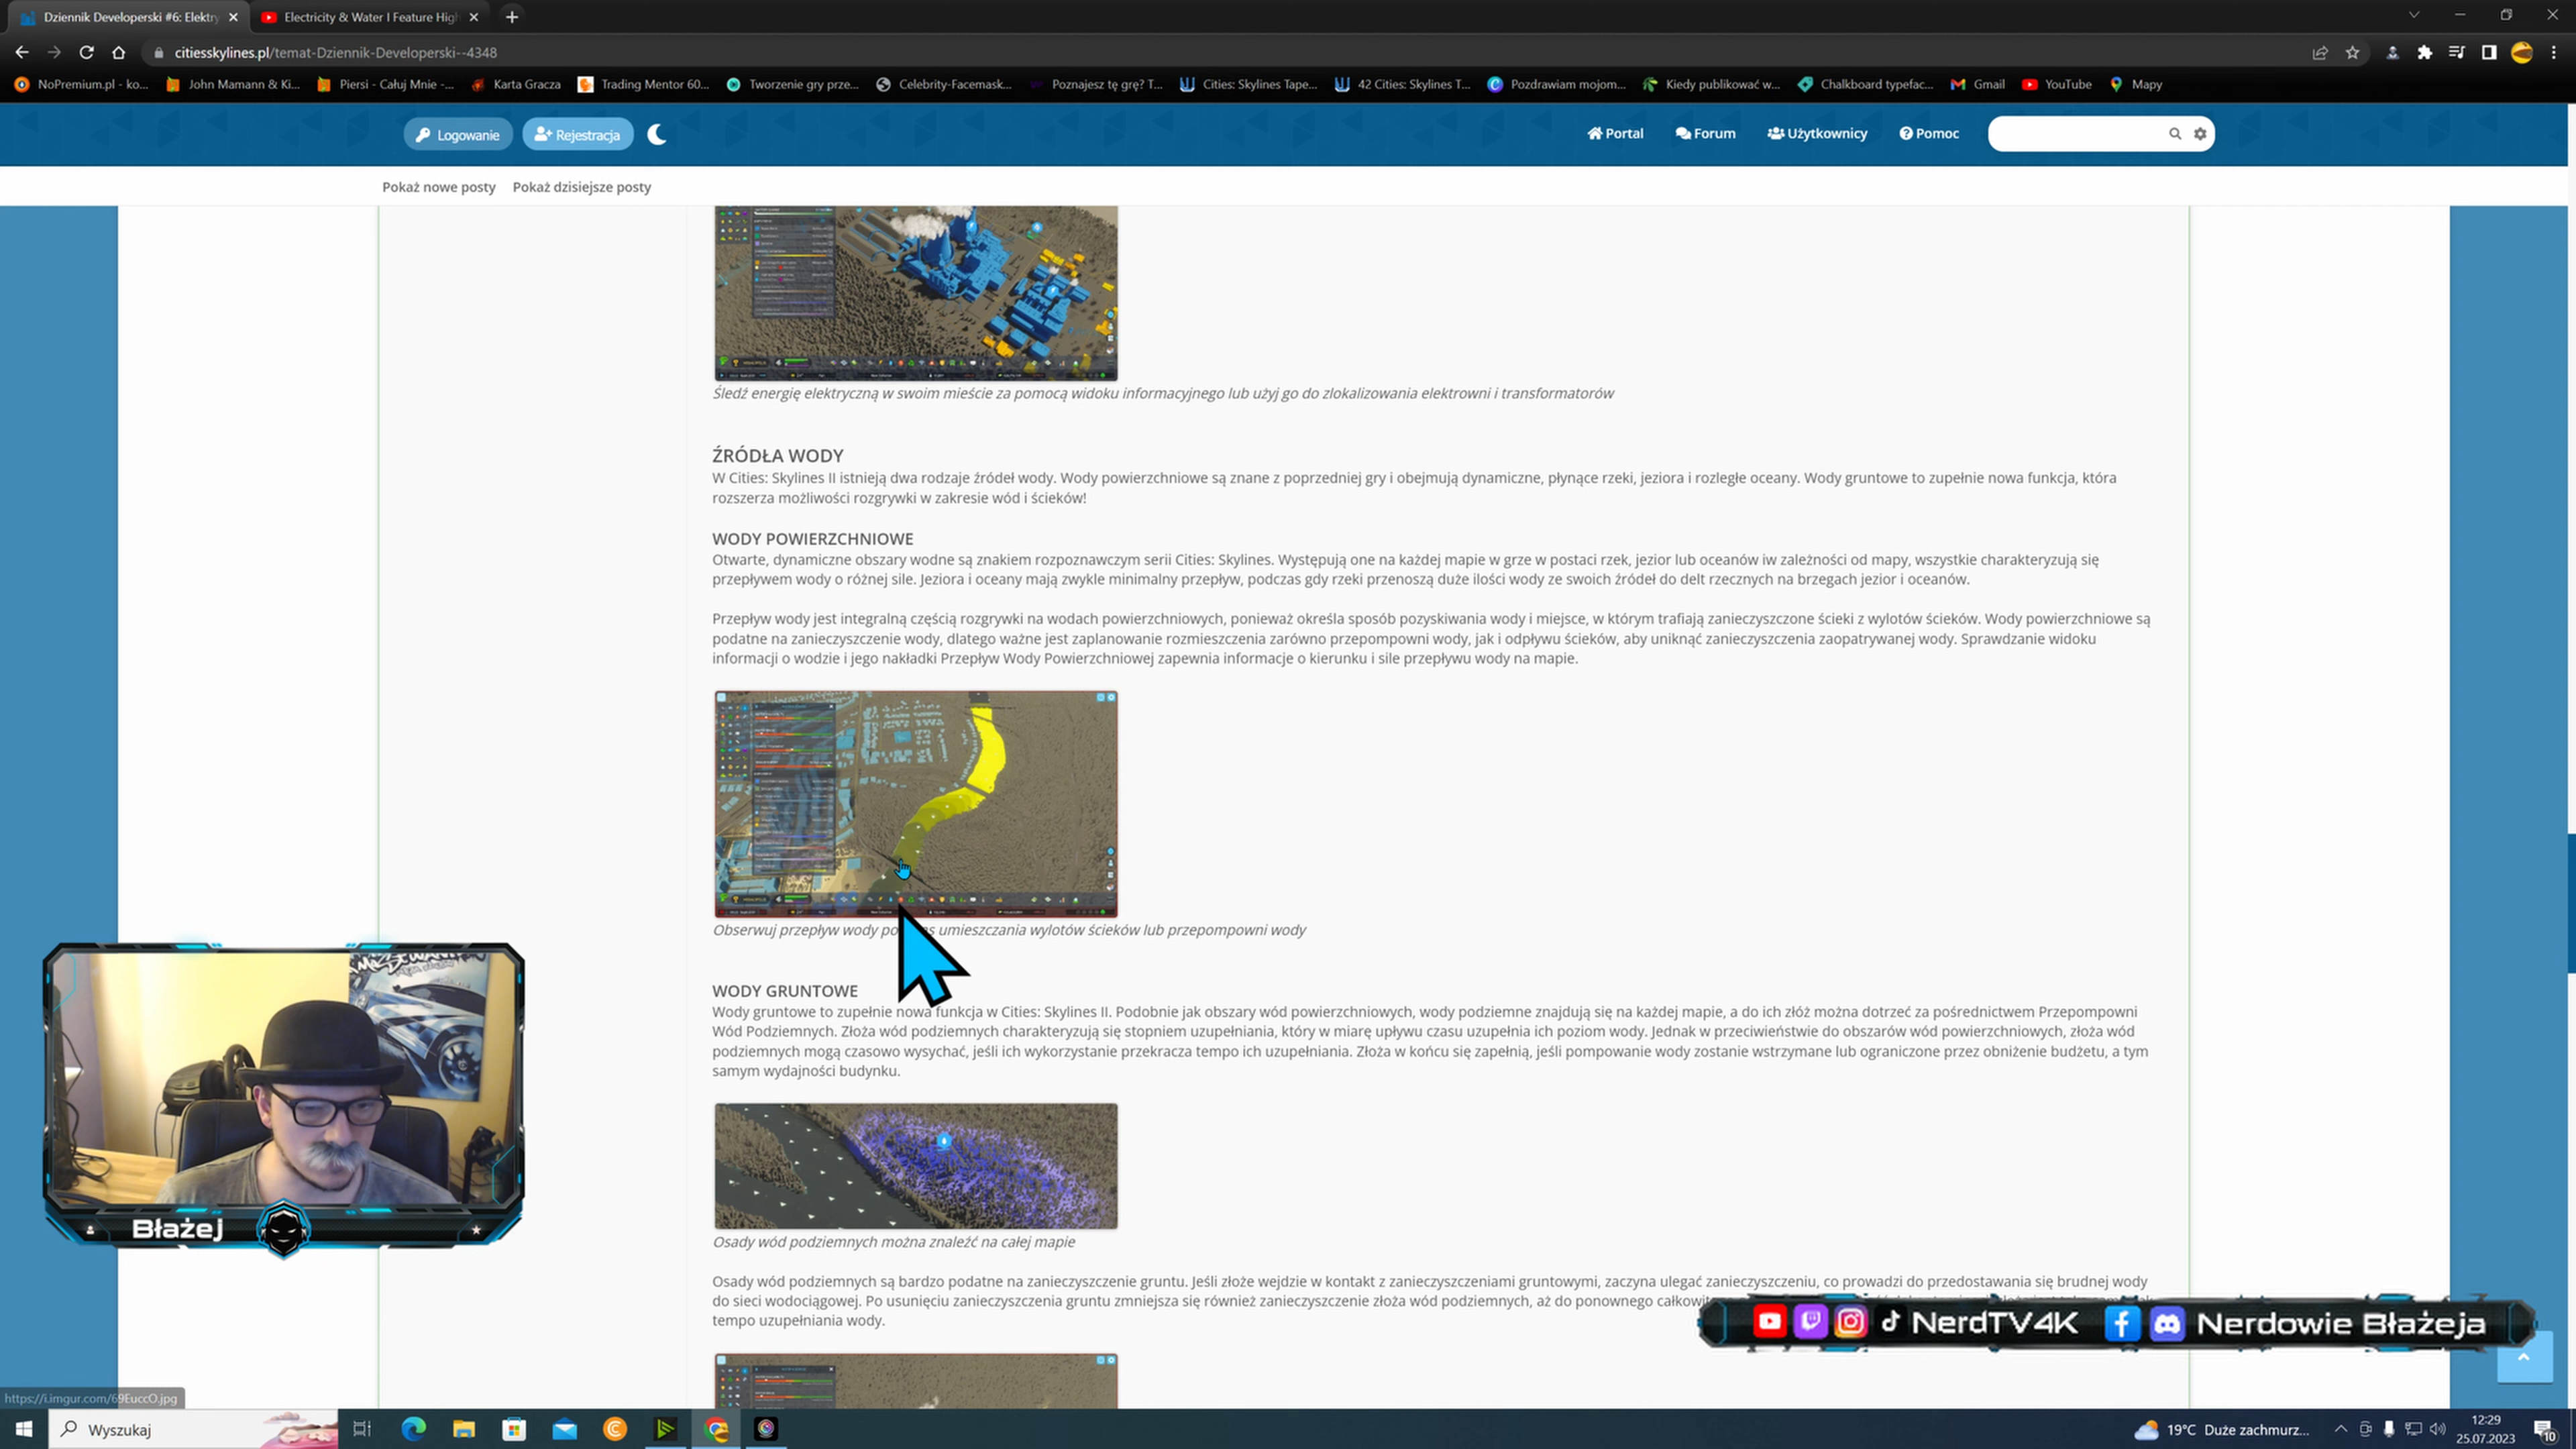 Dziennik Developerski #6: Elektry
Electricity & Water I Feature High
citiesskylines.pl/temat-Dziennik-Developerski--4348
NoPremium.pl - ko...
John Mamann & Ki...
Piersi - Całuj Mnie -...
Karta Gracza
Trading Mentor 60...
Tworzenie gry prze...
Celebrity-Facemask...
Poznajesz tę grę? T...
Cities: Skylines Tape...
42 Cities: Skylines T...
Pozdrawiam mojom...
Kiedy publikować w...
Chalkboard typefac...
Gmail
YouTube
Mapy
Logowanie
Rejestracja
Portal
Forum
Użytkownicy
Pomoc
Pokaż nowe posty
Pokaż dzisiejsze posty
Śledź energię elektryczną w swoim mieście za pomocą widoku informacyjnego lub użyj go do zlokalizowania elektrowni i transformatorów
ŹRÓDŁA WODY
W Cities: Skylines II istnieją dwa rodzaje źródeł wody. Wody powierzchniowe są znane z poprzedniej gry i obejmują dynamiczne, płynące rzeki, jeziora i rozległe oceany. Wody gruntowe to zupełnie nowa funkcja, która
rozszerza możliwości rozgrywki w zakresie wód i ścieków!
WODY POWIERZCHNIOWE
Otwarte, dynamiczne obszary wodne są znakiem rozpoznawczym serii Cities: Skylines. Występują one na każdej mapie w grze w postaci rzek, jezior lub oceanów iw zależności od mapy, wszystkie charakteryzują się
przepływem wody o różnej sile. Jeziora i oceany mają zwykle minimalny przepływ, podczas gdy rzeki przenoszą duże ilości wody ze swoich źródeł do delt rzecznych na brzegach jezior i oceanów.
Przepływ wody jest integralną częścią rozgrywki na wodach powierzchniowych, ponieważ określa sposób pozyskiwania wody i miejsce, w którym trafiają zanieczyszczone ścieki z wylotów ścieków. Wody powierzchniowe są
podatne na zanieczyszczenie wody, dlatego ważne jest zaplanowanie rozmieszczenia zarówno przepompowni wody, jak i odpływu ścieków, aby uniknąć zanieczyszczenia zaopatrywanej wody. Sprawdzanie widoku
informacji o wodzie i jego nakładki Przepływ Wody Powierzchniowej zapewnia informacje o kierunku i sile przepływu wody na mapie.
Obserwuj przepływ wody po s umieszczania wylotów ścieków lub przepompowni wody
WODY GRUNTOWE
Wody gruntowe to zupełnie nowa funkcja w Cities: Skylines II. Podobnie jak obszary wód powierzchniowych, wody podziemne znajdują się na każdej mapie, a do ich złóż można dotrzeć za pośrednictwem Przepompowni
Wód Podziemnych. Złoża wód podziemnych charakteryzują się stopniem uzupełniania, który w miarę upływu czasu uzupełnia ich poziom wody. Jednak w przeciwieństwie do obszarów wód powierzchniowych, złoża wód
podziemnych mogą czasowo wysychać, jeśli ich wykorzystanie przekracza tempo ich uzupełniania. Złoża w końcu się zapełnią, jeśli pompowanie wody zostanie wstrzymane lub ograniczone przez obniżenie budżetu, a tym
samym wydajności budynku.
Osady wód podziemnych można znaleźć na całej mapie
Osady wód podziemnych są bardzo podatne na zanieczyszczenie gruntu. Jeśli złoże wejdzie w kontakt z zanieczyszczeniami gruntowymi, zaczyna ulegać zanieczyszczeniu, co prowadzi do przedostawania się brudnej wody
do sieci wodociągowej. Po usunięciu zanieczyszczenia gruntu zmniejsza się również zanieczyszczenie złoża wód podziemnych, aż do ponownego całkowit
tempo uzupełniania wody.
Błażej
NerdTV4K
Nerdowie Błażeja
https://i.imgur.com/69EuccO.jpg
Wyszukaj
19°C Duże zachmurz...
12:29
25.07.2023
10